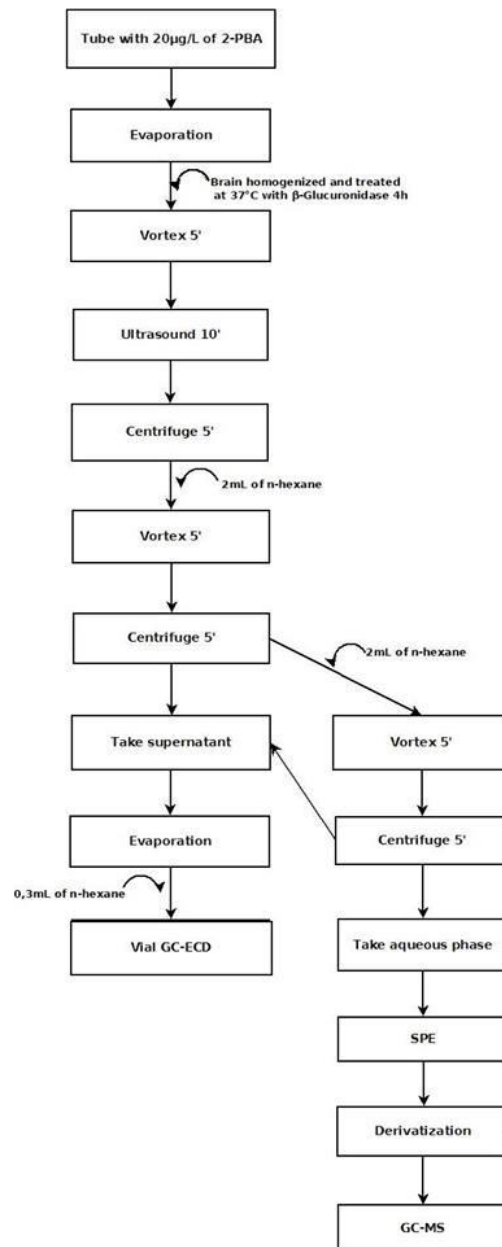 Tube with 20µg/L of 2-PBA
Evaporation
Brain homogenized and treated
at 37°C with β-Glucuronidase 4h
Vortex 5'
Ultrasound 10'
Centrifuge 5'
2mL of n-hexane
Vortex 5'
Centrifuge 5'
2mL of n-hexane
Take supernatant
Vortex 5'
Evaporation
Centrifuge 5'
0,3mL of n-hexane
Vial GC-ECD
Take aqueous phase
SPE
Derivatization
GC-MS